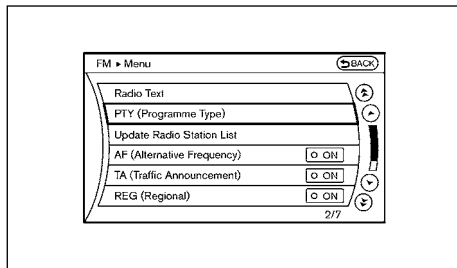 FM ▸ Menu
BACK
Radio Text
PTY (Programme Type)
Update Radio Station List
AF (Alternative Frequency) ON
TA (Traffic Announcement) ON
REG (Regional) ON
2/7